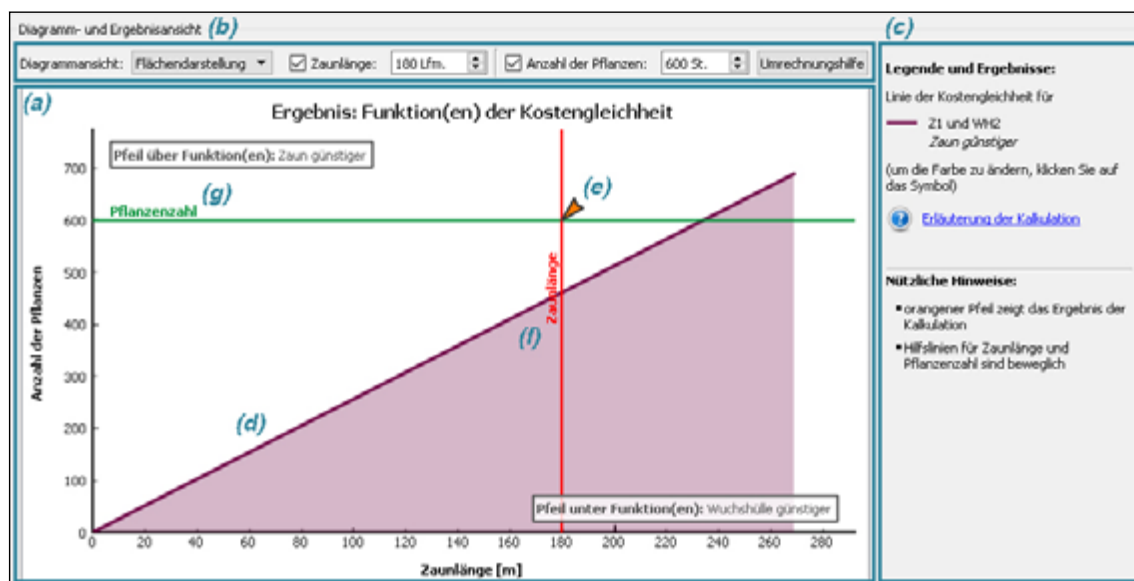 Diagramm- und Ergebnisansicht (b)
(c)
Diagrammansicht: Flächendarstellung Zaunlänge: 180 Lfm. Anzahl der Pflanzen: 600 St. Umrechnungshilfe
(a)
Ergebnis: Funktion(en) der Kostengleichheit
Pfeil über Funktion(en): Zaun günstiger
(g)
(e)
Pflanzenzahl
Zaunlänge
(f)
(d)
Pfeil unter Funktion(en): Wuchshülle günstiger
Anzahl der Pflanzen
700
600
500
400
300
200
100
0
0 20 40 60 80 100 120 140 160 180 200 220 240 260 280
Zaunlänge [m]
Legende und Ergebnisse:
Linie der Kostengleichheit für
Z1 und WH2
Zaun günstiger
(um die Farbe zu ändern, klicken Sie auf
das Symbol)
Erläuterung der Kalkulation
Nützliche Hinweise:
▪ orangener Pfeil zeigt das Ergebnis der
Kalkulation
▪ Hilfslinien für Zaunlänge und
Pflanzenzahl sind beweglich